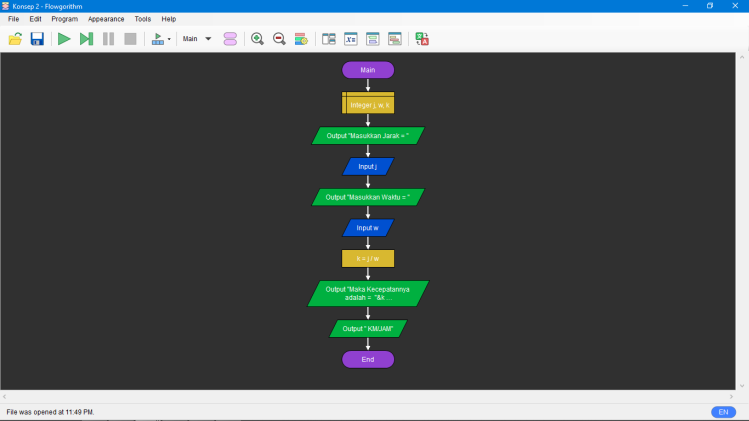 Konsep 2 - Flowgorithm
File Edit Program Appearance Tools Help
Main
Main
Integer j, w, k
Output "Masukkan Jarak = "
Input j
Output "Masukkan Waktu = "
Input w
k = j / w
Output "Maka Kecepatannya
adalah = "&k ...
Output " KM/JAM"
End
File was opened at 11:49 PM.
EN